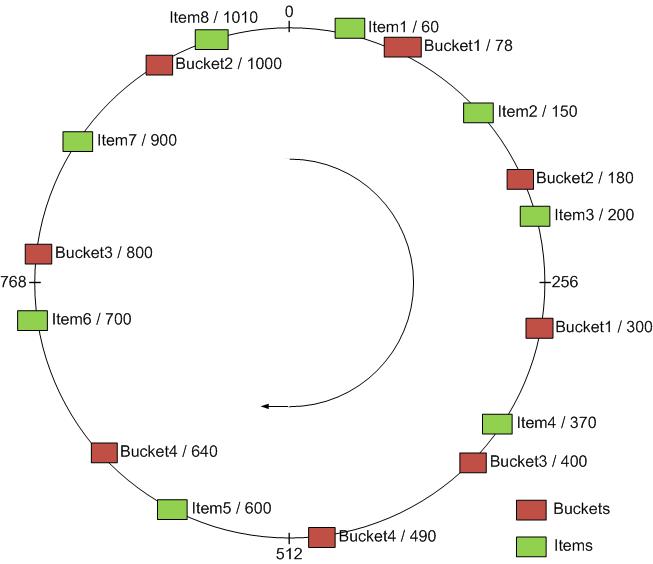 0
Item8 / 1010
Item1 / 60
Bucket1 / 78
Bucket2 / 1000
Item2 / 150
Item7 / 900
Bucket2 / 180
Item3 / 200
Bucket3 / 800
768
256
Item6 / 700
Bucket1 / 300
Item4 / 370
Bucket4 / 640
Bucket3 / 400
Item5 / 600
Buckets
Bucket4 / 490
Items
512